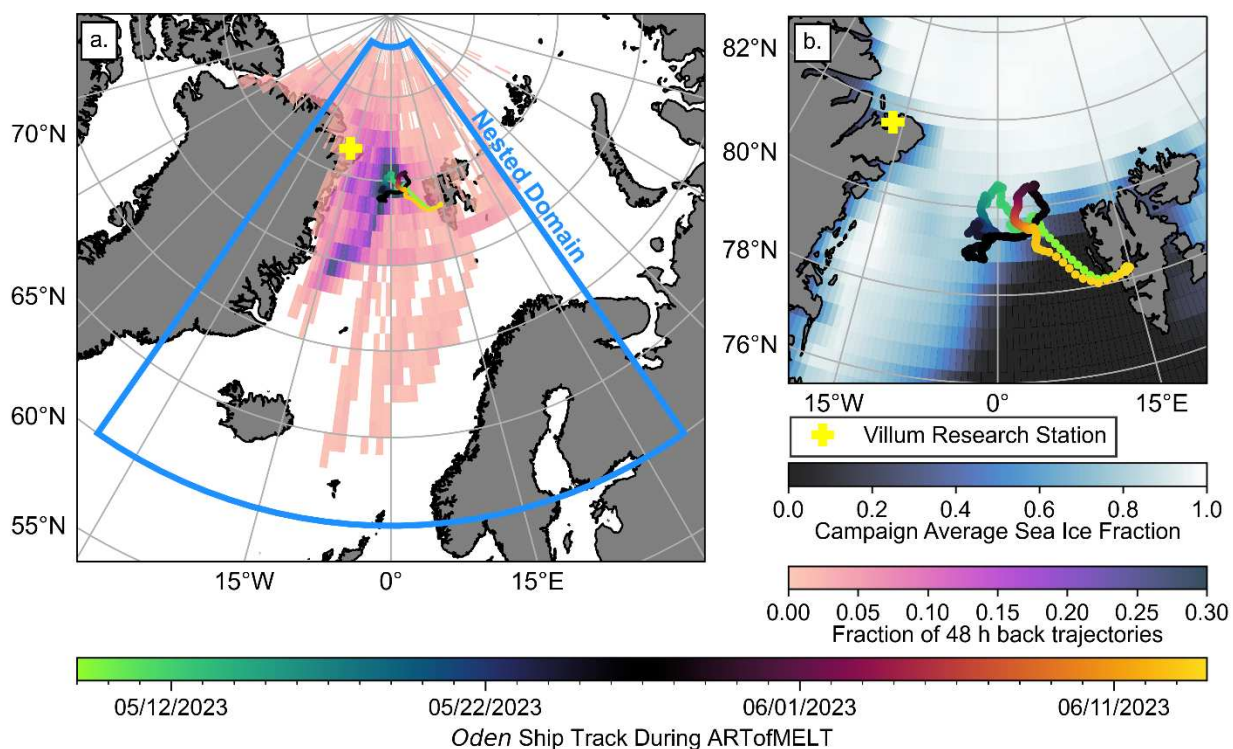 a.
70°N
65°N
60°N
55°N
15°W
0°
15°E
Nested Domain
b.
82°N
80°N
78°N
76°N
15°W
0°
15°E
Villum Research Station
0.0
0.2
0.4
0.6
0.8
1.0
Campaign Average Sea Ice Fraction
0.00
0.05
0.10
0.15
0.20
0.25
0.30
Fraction of 48 h back trajectories
05/12/2023
05/22/2023
06/01/2023
06/11/2023
Oden Ship Track During ARTofMELT